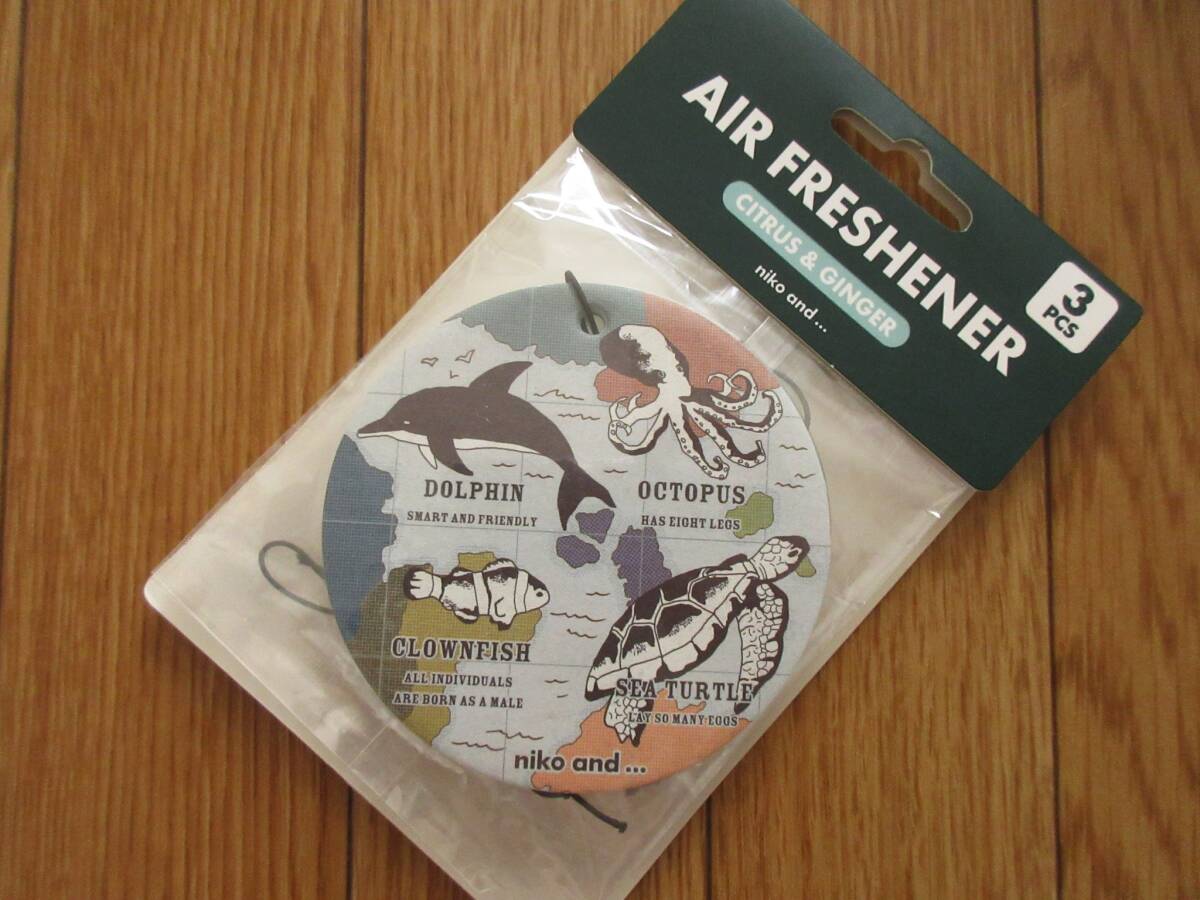 AIR FRESHENER
CITRUS & GINGER
niko and ...
3
PCS
DOLPHIN
SMART AND FRIENDLY
OCTOPUS
HAS EIGHT LEGS
CLOWNFISH
ALL INDIVIDUALS
ARE BORN AS A MALE
SEA TURTLE
LAY SO MANY EGGS
niko and ...